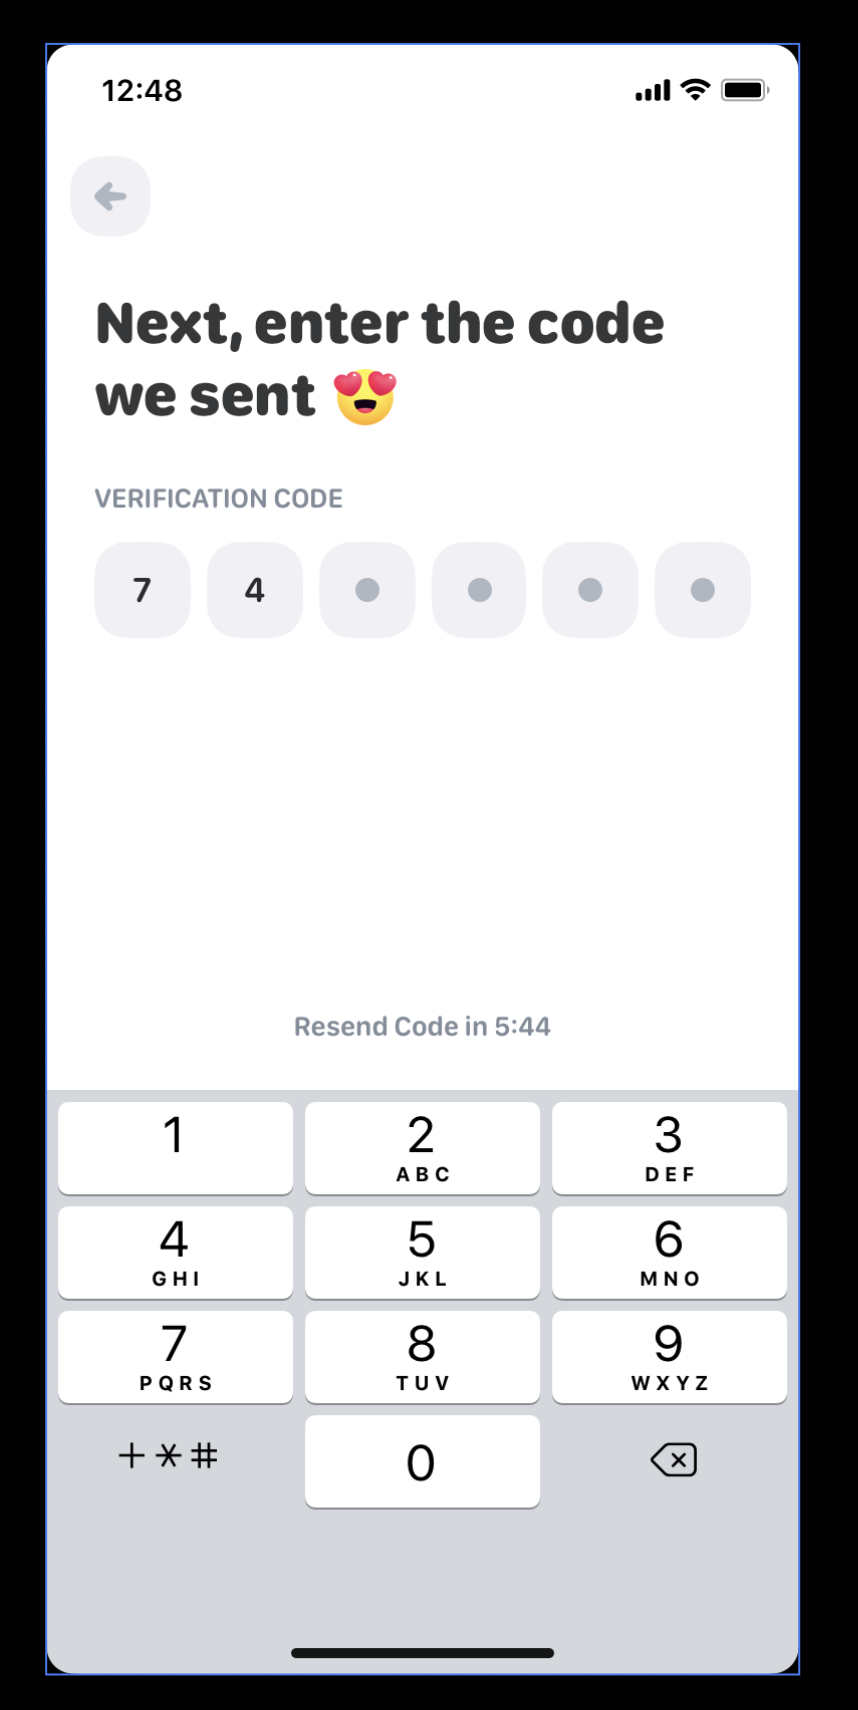 12:48
Next, enter the code
we sent 😍
VERIFICATION CODE
7 4
Resend Code in 5:44
1 2 3
ABC DEF
4 5 6
GHI JKL MNO
7 8 9
PQRS TUV WXYZ
+*# 0